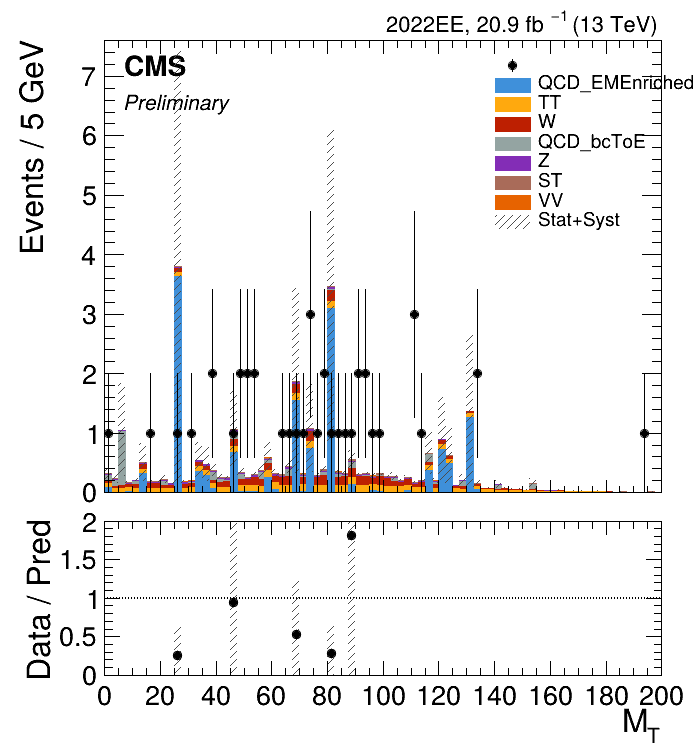 2022EE, 20.9 fb⁻¹ (13 TeV)
Events / 5 GeV
CMS
Preliminary
QCD_EMEnriched
TT
W
QCD_bcToE
Z
ST
VV
Stat+Syst
7
6
5
4
3
2
1
0
Data / Pred
2
1.5
1
0.5
0
0 20 40 60 80 100 120 140 160 180 200
M_T